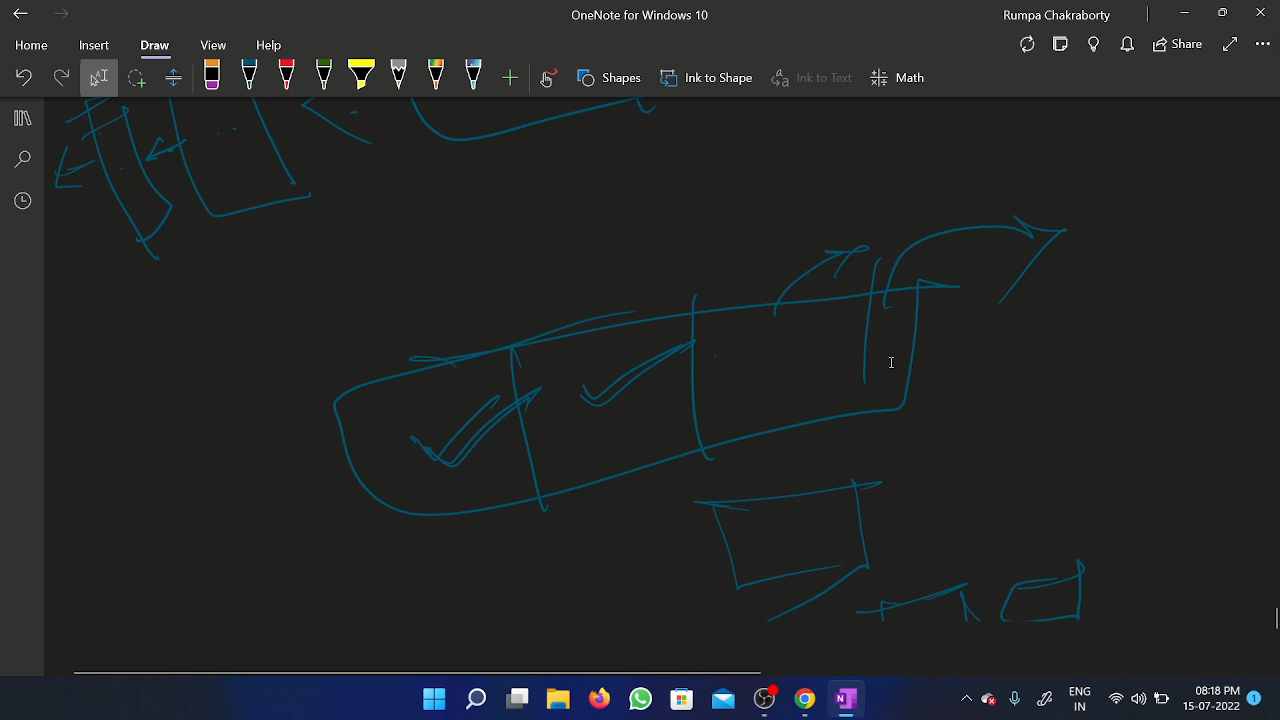 OneNote for Windows 10
Rumpa Chakraborty
Home Insert Draw View Help
Share
Shapes Ink to Shape Ink to Text Math
ENG
IN
08:18 PM
15-07-2022
1